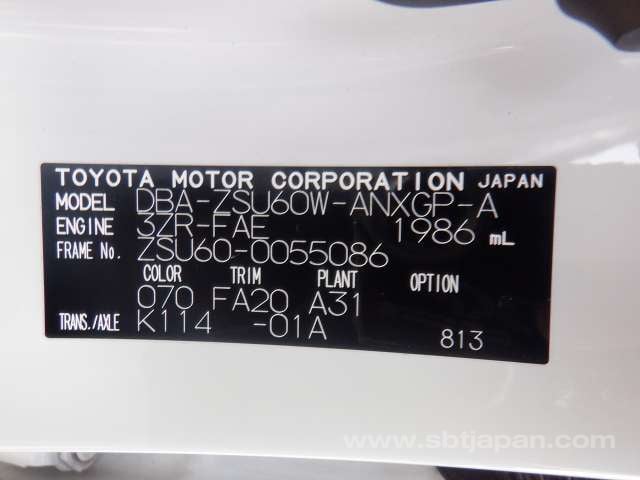 TOYOTA MOTOR CORPORATION JAPAN
MODEL DBA-ZSU60W-ANXGP-A
ENGINE 3ZR-FAE 1986 mL
FRAME No. ZSU60-0055086
COLOR TRIM PLANT OPTION
070 FA20 A31
TRANS./AXLE K114 -01A 813
www.sbtjapan.com